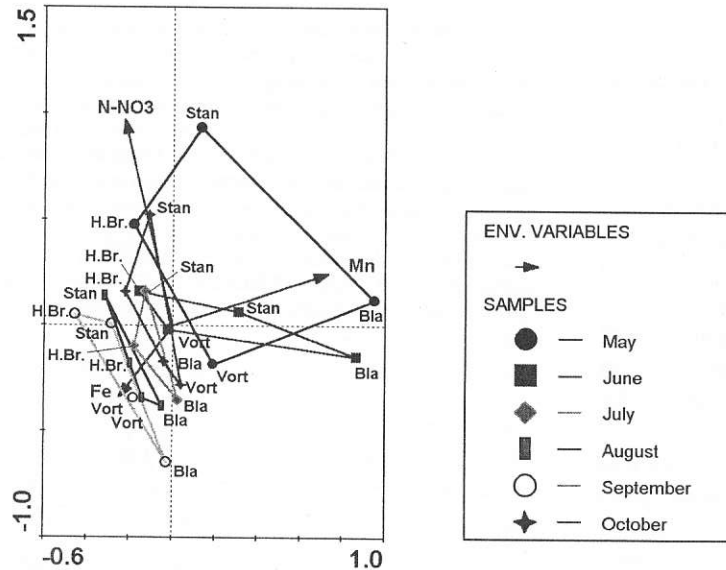 1.5
N-NO3
Stan
Stan
H.Br.
H.Br.
Stan
Mn
H.Br.
Stan
Stan
H.Br.
Bla
Stan
Vort
H.Br.
H.Br.
Bla
Vort
Bla
Fe
Vort
Vort
Bla
Bla
Vort
Bla
-1.0
-0.6
1.0
ENV. VARIABLES
SAMPLES
May
June
July
August
September
October